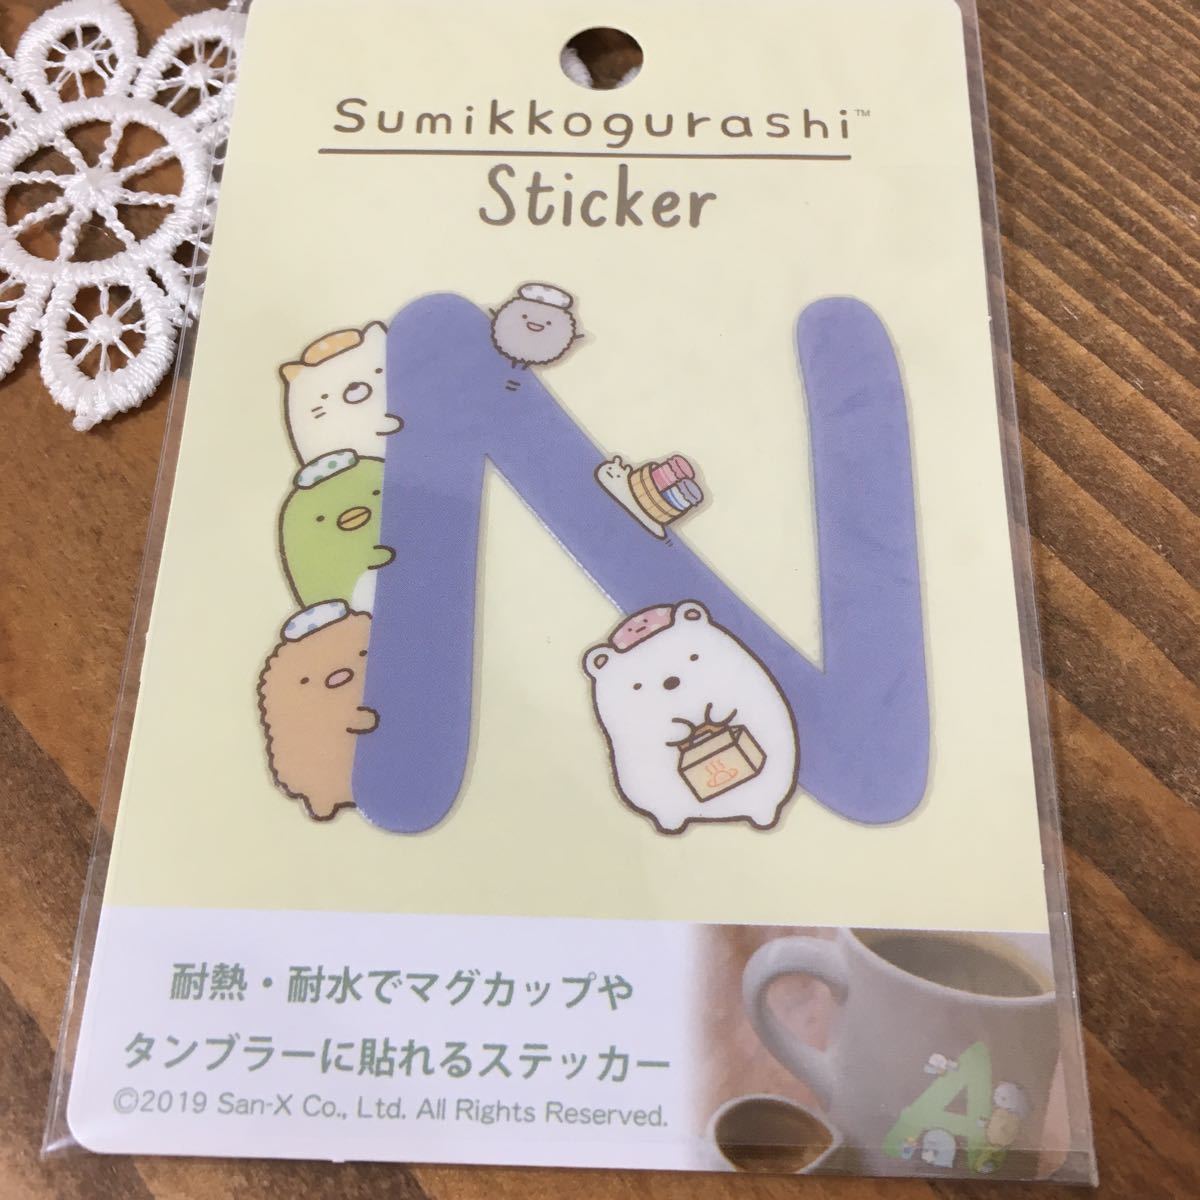 Sumikkogurashi™
Sticker
N
耐熱・耐水でマグカップや
タンブラーに貼れるステッカー
©2019 San-X Co., Ltd. All Rights Reserved.
A